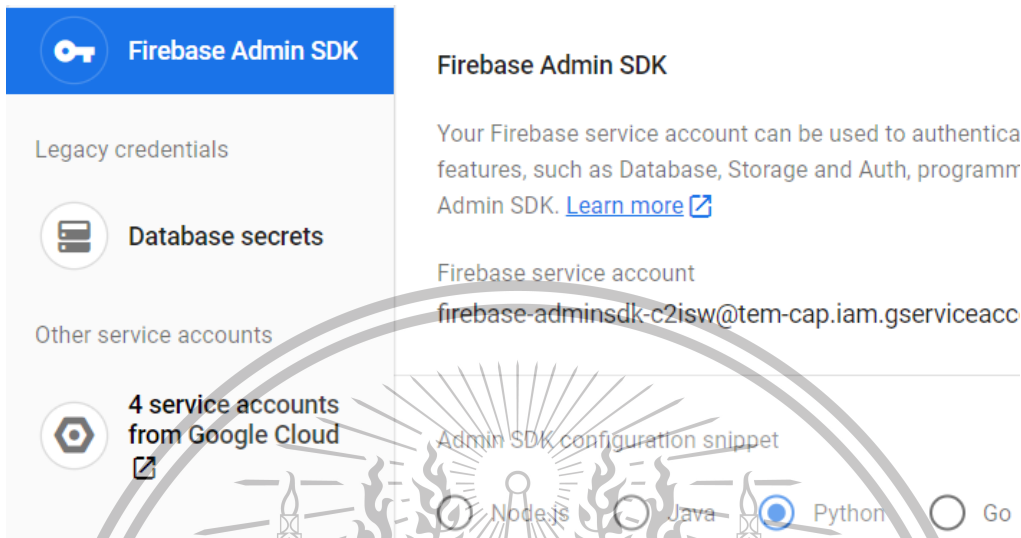 Firebase Admin SDK
Legacy credentials
Database secrets
Other service accounts
4 service accounts
from Google Cloud
Firebase Admin SDK
Your Firebase service account can be used to authentica
features, such as Database, Storage and Auth, programm
Admin SDK. Learn more
Firebase service account
firebase-adminsdk-c2isw@tem-cap.iam.gserviceacc
Admin SDK configuration snippet
Node.js Java Python Go